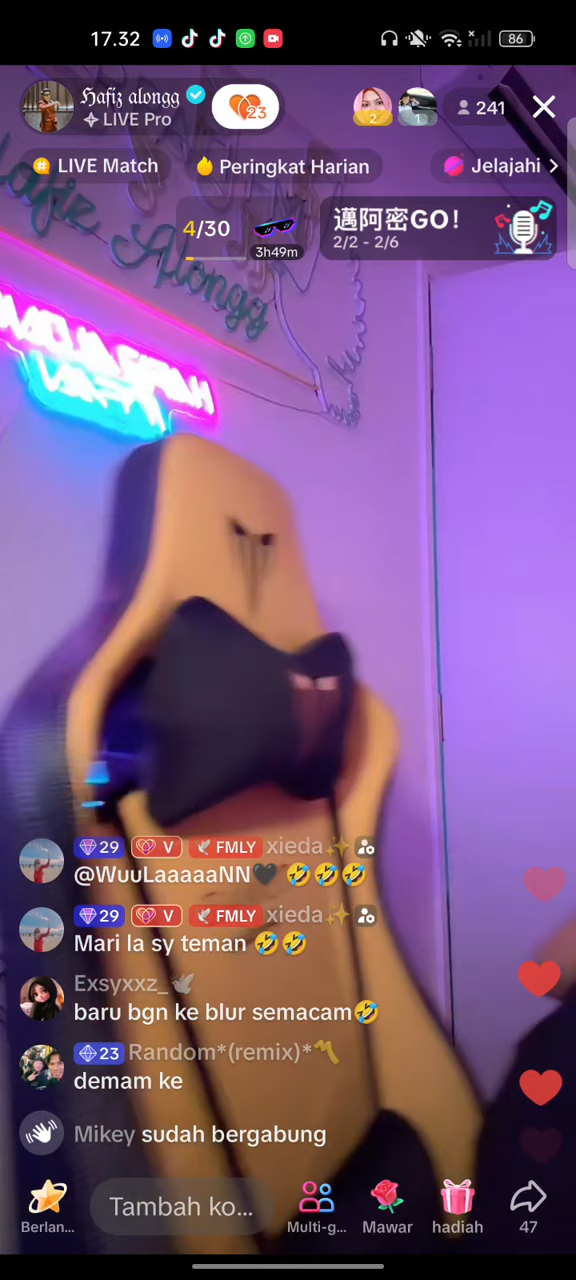 17.32
86
Hafiz alongg
LIVE Pro
23
2
1
241
LIVE Match
Peringkat Harian
Jelajahi
4/30
3h49m
邁阿密GO!
2/2 - 2/6
Alongg
29 V FMLY xieda
@WuuLaaaaaNN🖤 🤣🤣🤣
29 V FMLY xieda
Mari la sy teman 🤣🤣
Exsyxxz_🕊
baru bgn ke blur semacam🤣
23 Random*(remix)*〽️
demam ke
Mikey sudah bergabung
Berlan...
Tambah ko...
Multi-g...
Mawar
hadiah
47